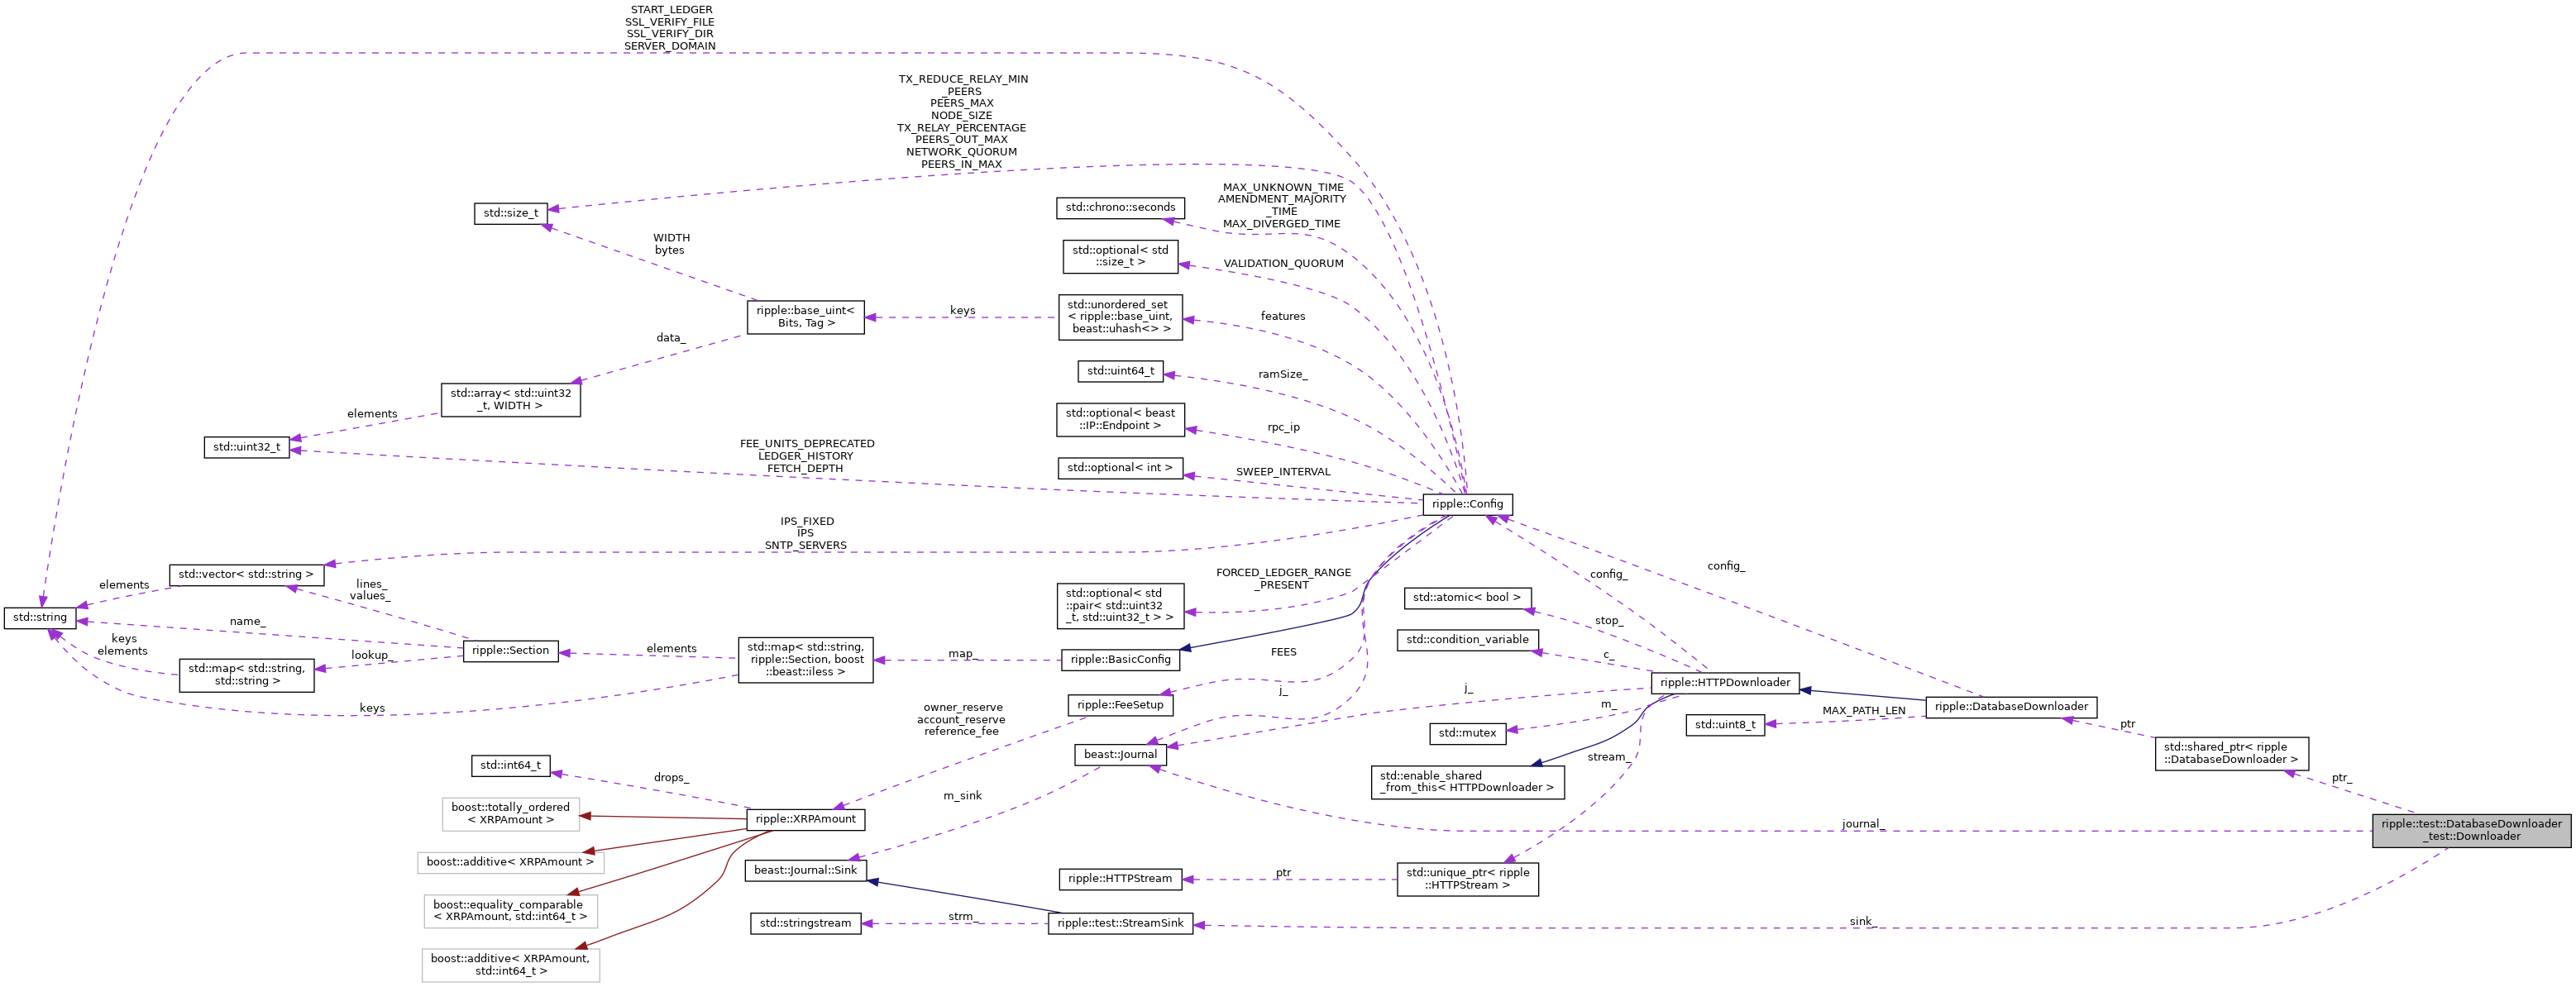 START_LEDGER
SSL_VERIFY_FILE
SSL_VERIFY_DIR
SERVER_DOMAIN
TX_REDUCE_RELAY_MIN
_PEERS
PEERS_MAX
NODE_SIZE
TX_RELAY_PERCENTAGE
PEERS_OUT_MAX
NETWORK_QUORUM
PEERS_IN_MAX
MAX_UNKNOWN_TIME
AMENDMENT_MAJORITY
_TIME
MAX_DIVERGED_TIME
std::chrono::seconds
std::size_t
WIDTH
bytes
std::optional< std
::size_t >
VALIDATION_QUORUM
ripple::base_uint<
Bits, Tag >
keys
std::unordered_set
< ripple::base_uint,
beast::uhash<> >
features
data_
std::uint64_t
ramSize_
std::array< std::uint32
_t, WIDTH >
elements
std::optional< beast
::IP::Endpoint >
rpc_ip
std::uint32_t
FEE_UNITS_DEPRECATED
LEDGER_HISTORY
FETCH_DEPTH
std::optional< int >
SWEEP_INTERVAL
ripple::Config
IPS_FIXED
IPS
SNTP_SERVERS
std::vector< std::string >
elements
lines_
values_
FORCED_LEDGER_RANGE
_PRESENT
std::optional< std
::pair< std::uint32
_t, std::uint32_t > >
config_
config_
std::atomic< bool >
stop_
std::string
name_
keys
elements
ripple::Section
lookup_
std::map< std::string,
std::string >
elements
std::map< std::string,
ripple::Section, boost
::beast::iless >
map_
ripple::BasicConfig
keys
FEES
std::condition_variable
c_
ripple::HTTPDownloader
j_
j_
ripple::FeeSetup
owner_reserve
account_reserve
reference_fee
m_
std::mutex
ripple::DatabaseDownloader
MAX_PATH_LEN
std::uint8_t
ptr
std::shared_ptr< ripple
::DatabaseDownloader >
ptr_
beast::Journal
stream_
std::enable_shared
_from_this< HTTPDownloader >
std::int64_t
drops_
m_sink
boost::totally_ordered
< XRPAmount >
ripple::XRPAmount
journal_
ripple::test::DatabaseDownloader
_test::Downloader
boost::additive< XRPAmount >
beast::Journal::Sink
ripple::HTTPStream
ptr
std::unique_ptr< ripple
::HTTPStream >
boost::equality_comparable
< XRPAmount, std::int64_t >
std::stringstream
strm_
ripple::test::StreamSink
sink_
boost::additive< XRPAmount,
std::int64_t >